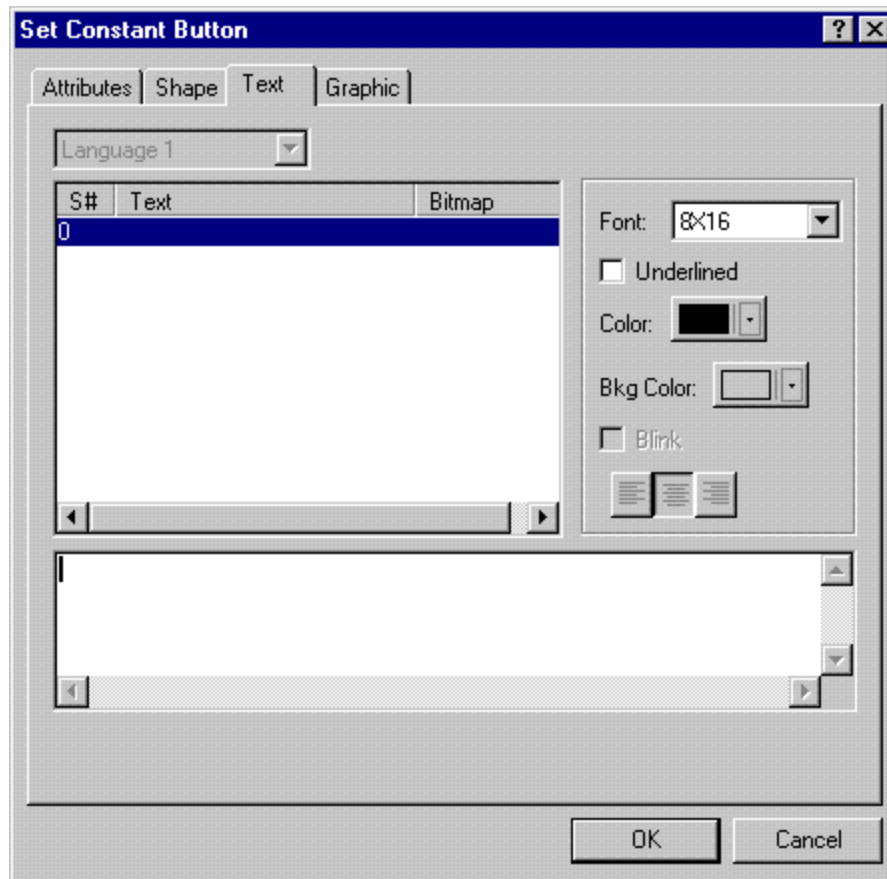 Set Constant Button
Attributes Shape Text Graphic
Language 1
S# Text Bitmap
0
Font: 8X16
Underlined
Color:
Bkg Color:
Blink
OK Cancel